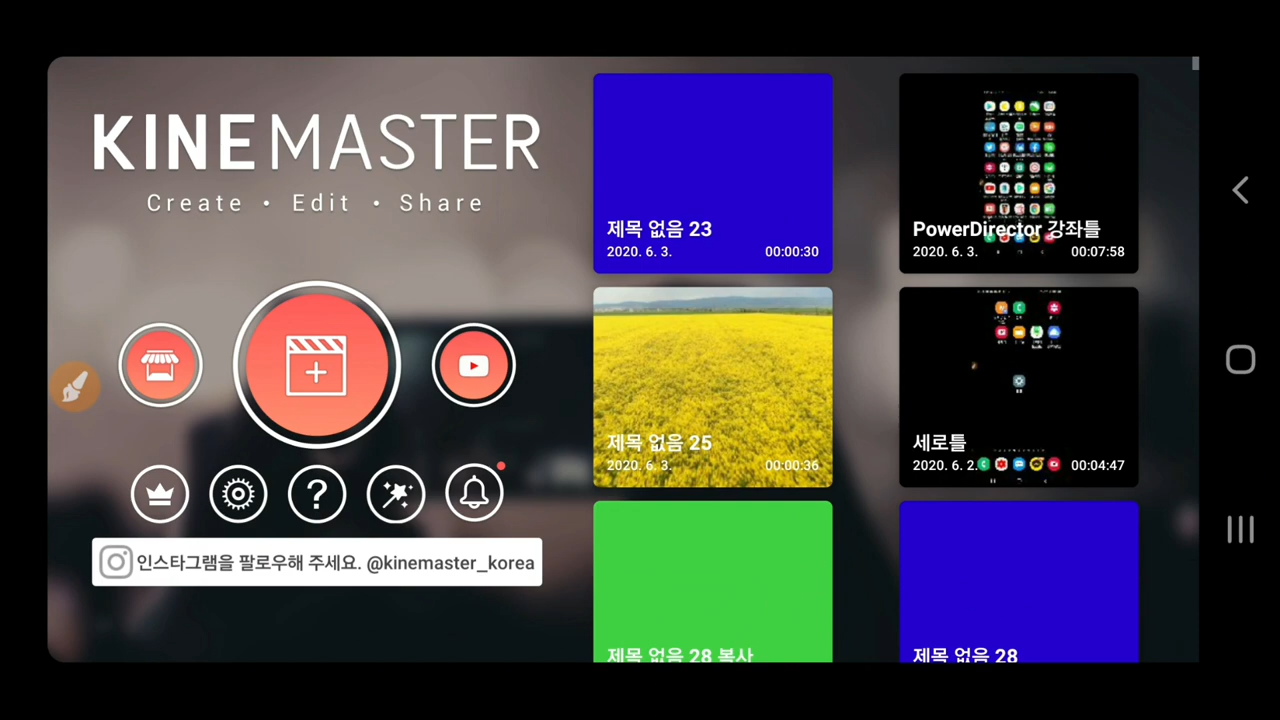 KINEMASTER
Create • Edit • Share
인스타그램을 팔로우해 주세요. @kinemaster_korea
제목 없음 23
2020. 6. 3. 00:00:30
PowerDirector 강좌틀
2020. 6. 3. 00:07:58
제목 없음 25
2020. 6. 3. 00:00:36
세로틀
2020. 6. 2. 00:04:47
제목 없음 28 복사
제목 없음 28